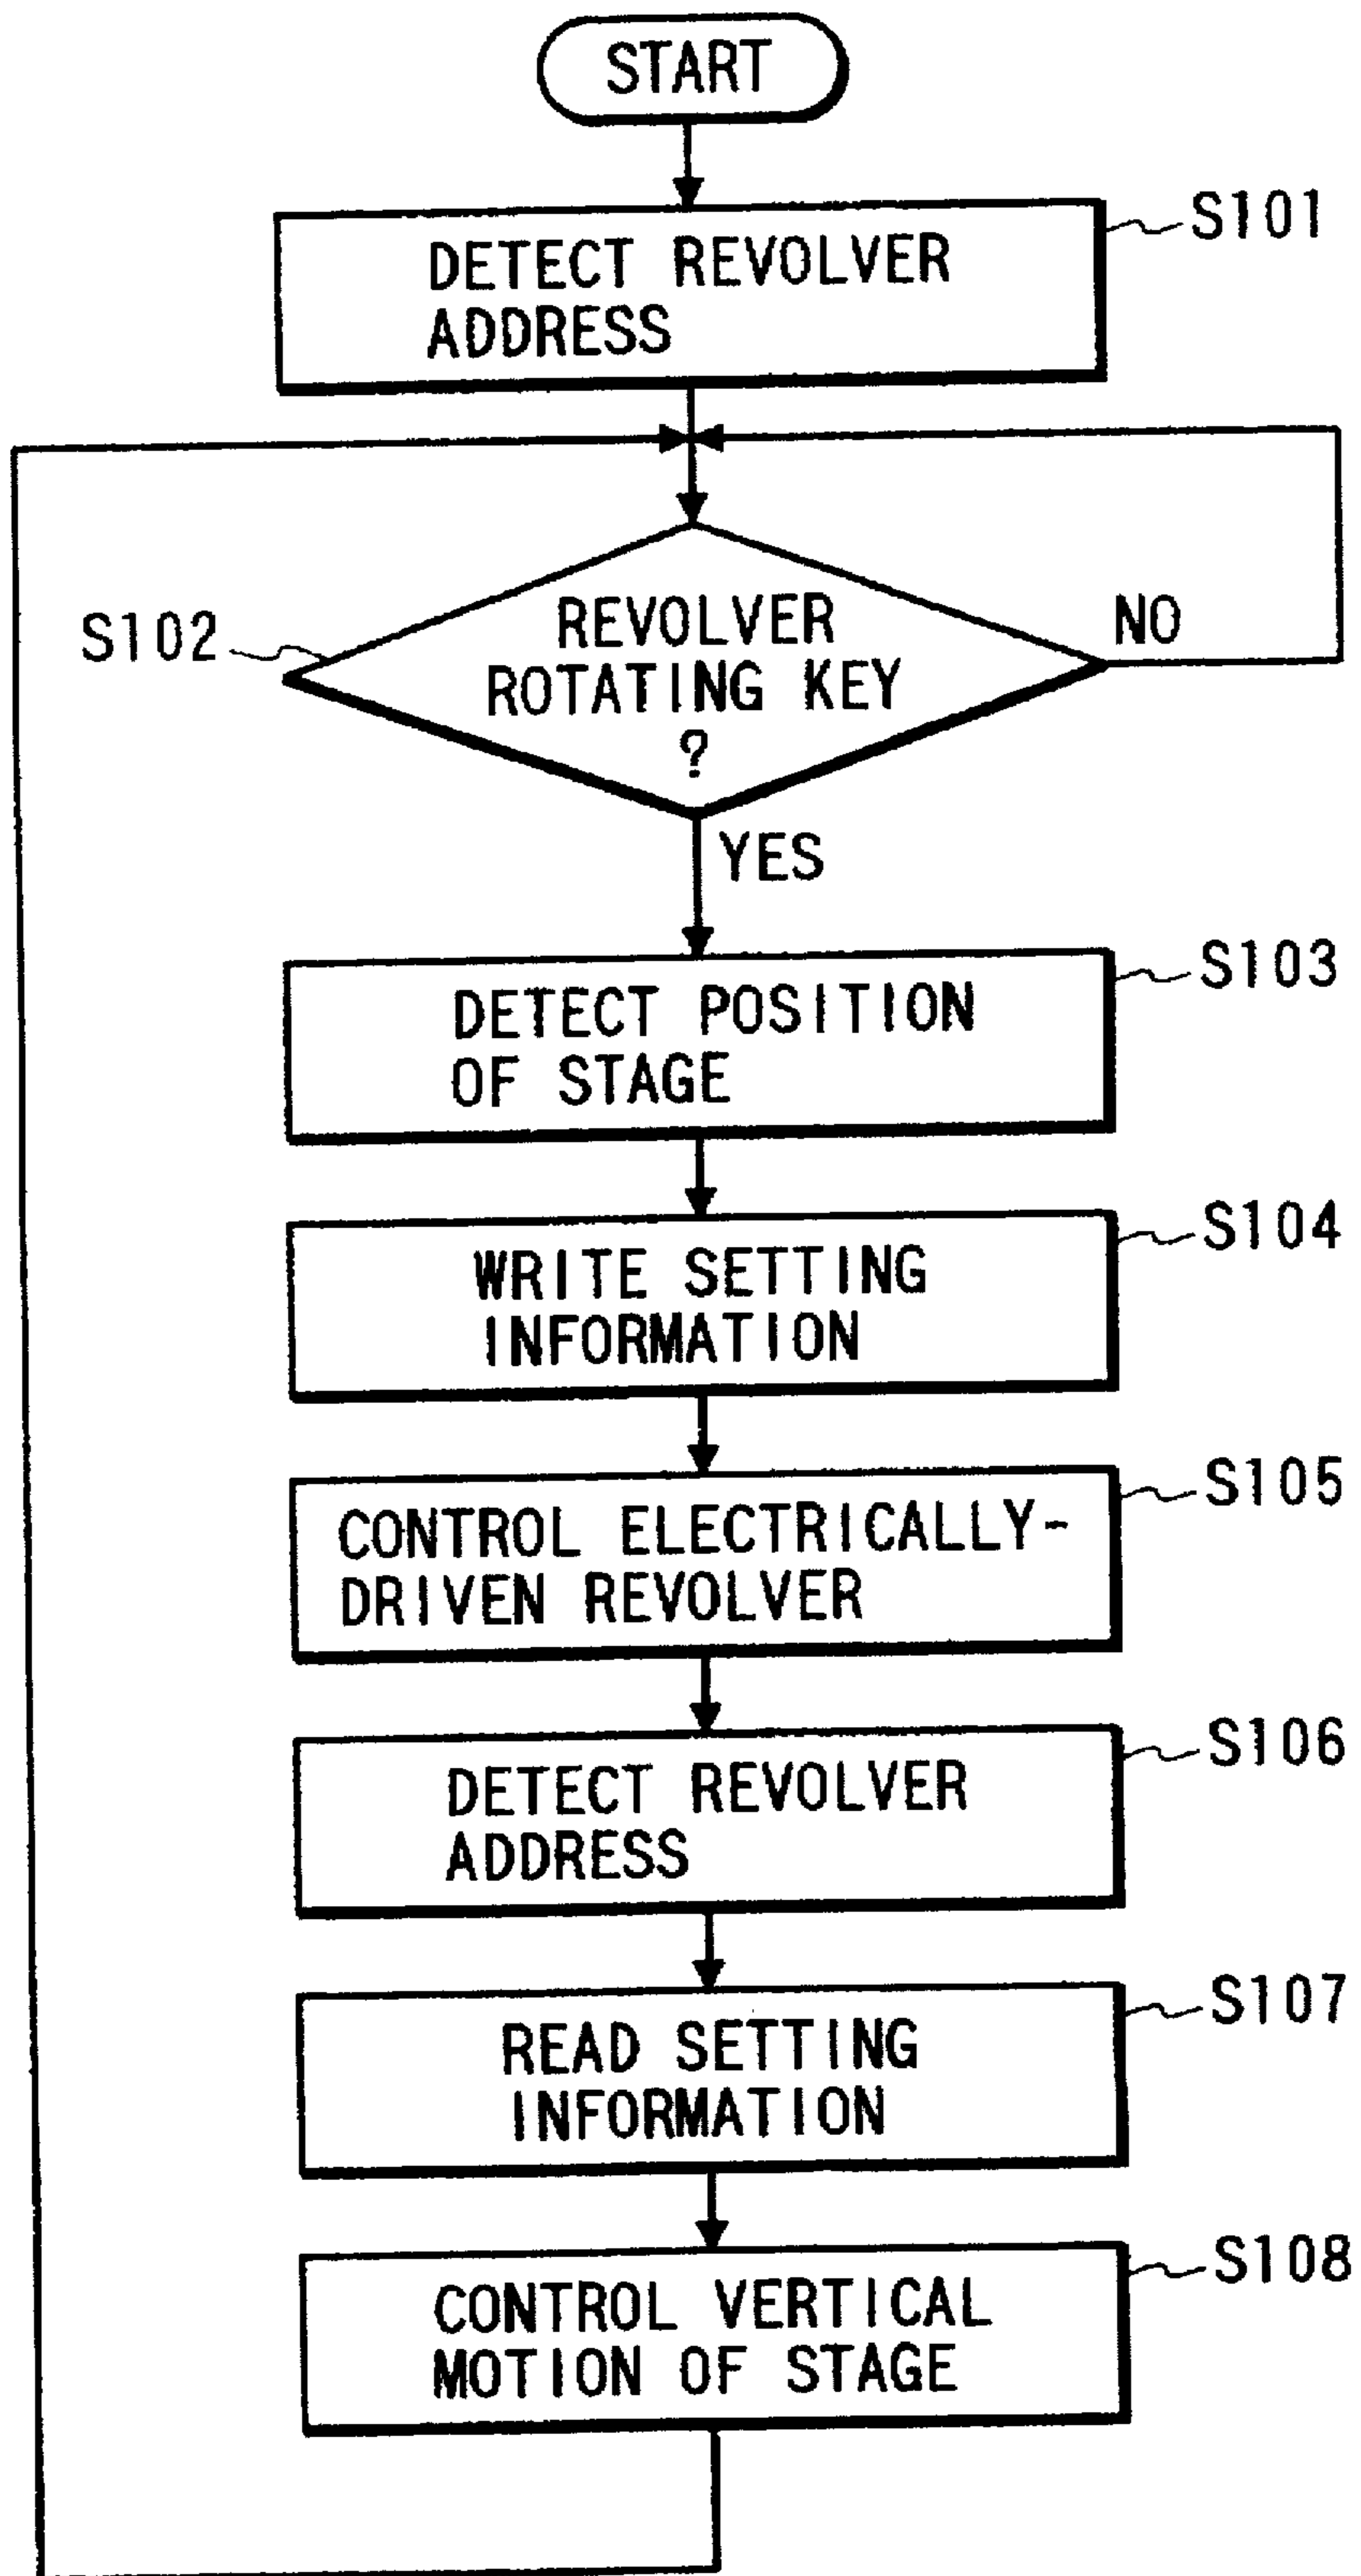 START
S101
DETECT REVOLVER
ADDRESS
S102
REVOLVER
ROTATING KEY
?
NO
YES
S103
DETECT POSITION
OF STAGE
S104
WRITE SETTING
INFORMATION
S105
CONTROL ELECTRICALLY-
DRIVEN REVOLVER
S106
DETECT REVOLVER
ADDRESS
S107
READ SETTING
INFORMATION
S108
CONTROL VERTICAL
MOTION OF STAGE